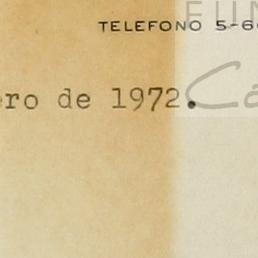 TELEFONO 5-6
ero de 1972.